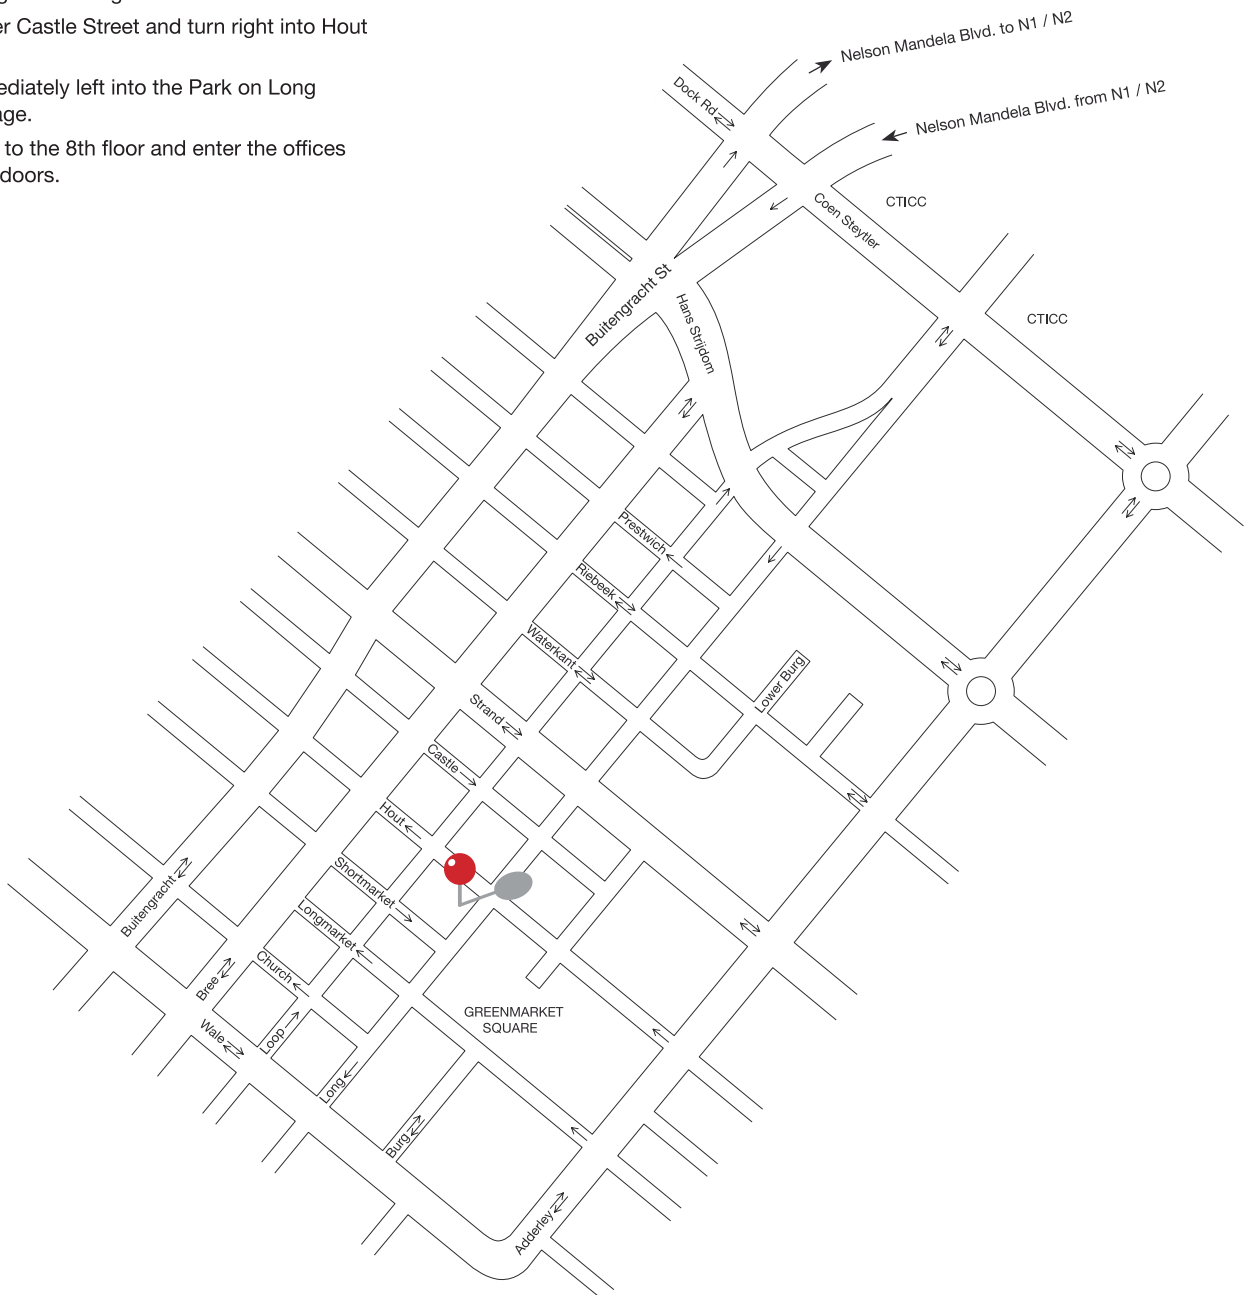 er Castle Street and turn right into Hout
ediately left into the Park on Long
age.
to the 8th floor and enter the offices
doors.
Nelson Mandela Blvd. to N1 / N2
Nelson Mandela Blvd. from N1 / N2
Dock Rd
CTICC
Coen Steytler
Buitengracht St
Hans Strijdom
CTICC
Prestwich
Riebeek
Waterkant
Lower Burg
Strand
Castle
Hout
Shortmarket
Longmarket
Buitengracht
Church
Bree
GREENMARKET
SQUARE
Wale
Loop
Long
Burg
Adderley